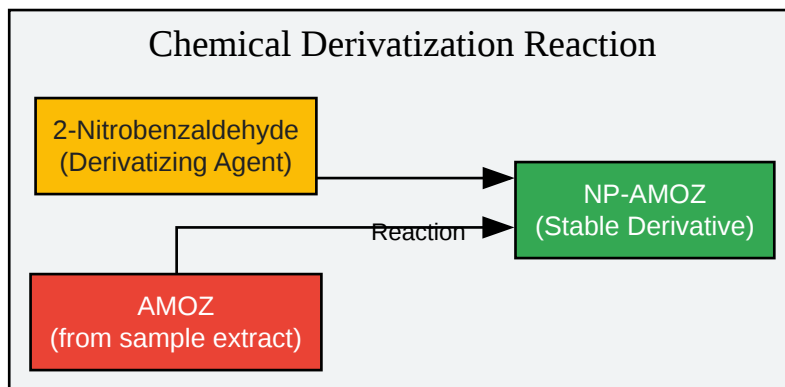 Chemical Derivatization Reaction
2-Nitrobenzaldehyde
(Derivatizing Agent)
NP-AMOZ
(Stable Derivative)
Reaction
AMOZ
(from sample extract)